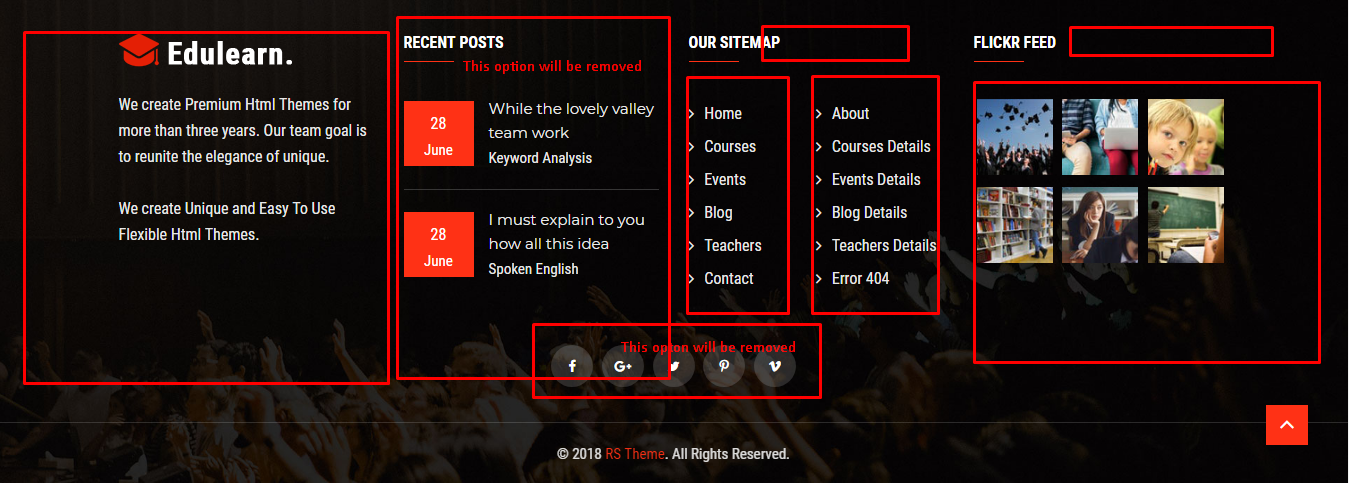 Edulearn.
We create Premium Html Themes for
more than three years. Our team goal is
to reunite the elegance of unique.
We create Unique and Easy To Use
Flexible Html Themes.
RECENT POSTS
This option will be removed
28
June
While the lovely valley
team work
Keyword Analysis
28
June
I must explain to you
how all this idea
Spoken English
OUR SITEMAP
Home
Courses
Events
Blog
Teachers
Contact
About
Courses Details
Events Details
Blog Details
Teachers Details
Error 404
FLICKR FEED
This opton will be removed
© 2018 RS Theme. All Rights Reserved.